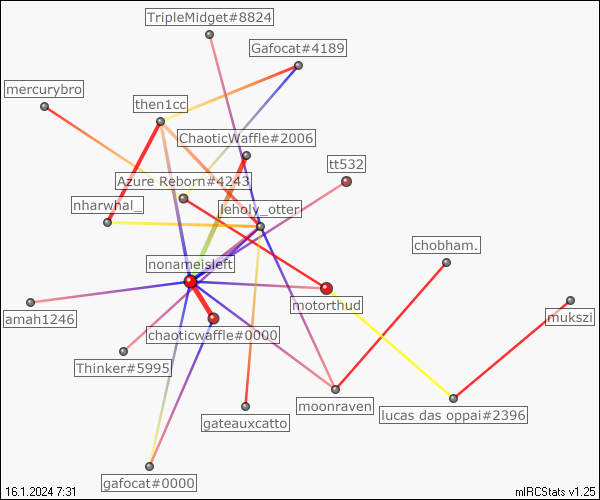 TripleMidget#8824
Gafocat#4189
mercurybro
then1cc
ChaoticWaffle#2006
tt532
Azure Reborn#4243
nharwhal_
leholy_otter
chobham.
nonameisleft
motorthud
amah1246
chaoticwaffle#0000
mukszi
Thinker#5995
moonraven
lucas das oppai#2396
gateauxcatto
gafocat#0000
16.1.2024 7:31
mIRCStats v1.25